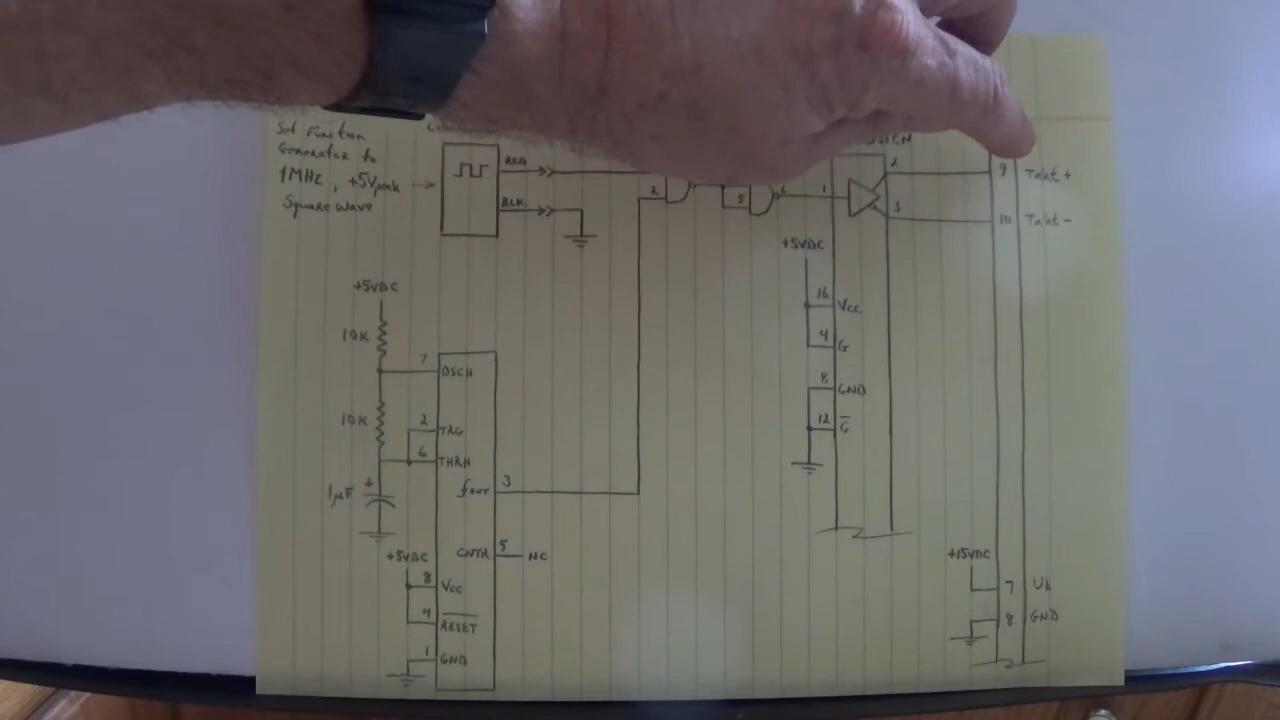 Set Function
Generator to
1MHz, +5Vpeak
Square Wave
RED
BLK
2
5
6
1
2
3
9 Takt+
10 Takt-
+5VDC
16 Vcc
4 G
8 GND
12 G
+5VDC
10K
7 DSCH
10K
2 TRG
6 THRH
1µF
+
fout 3
CNTR 5 NC
+5VDC
8 Vcc
4 RESET
1 GND
+15VDC
7 Ub
8 GND